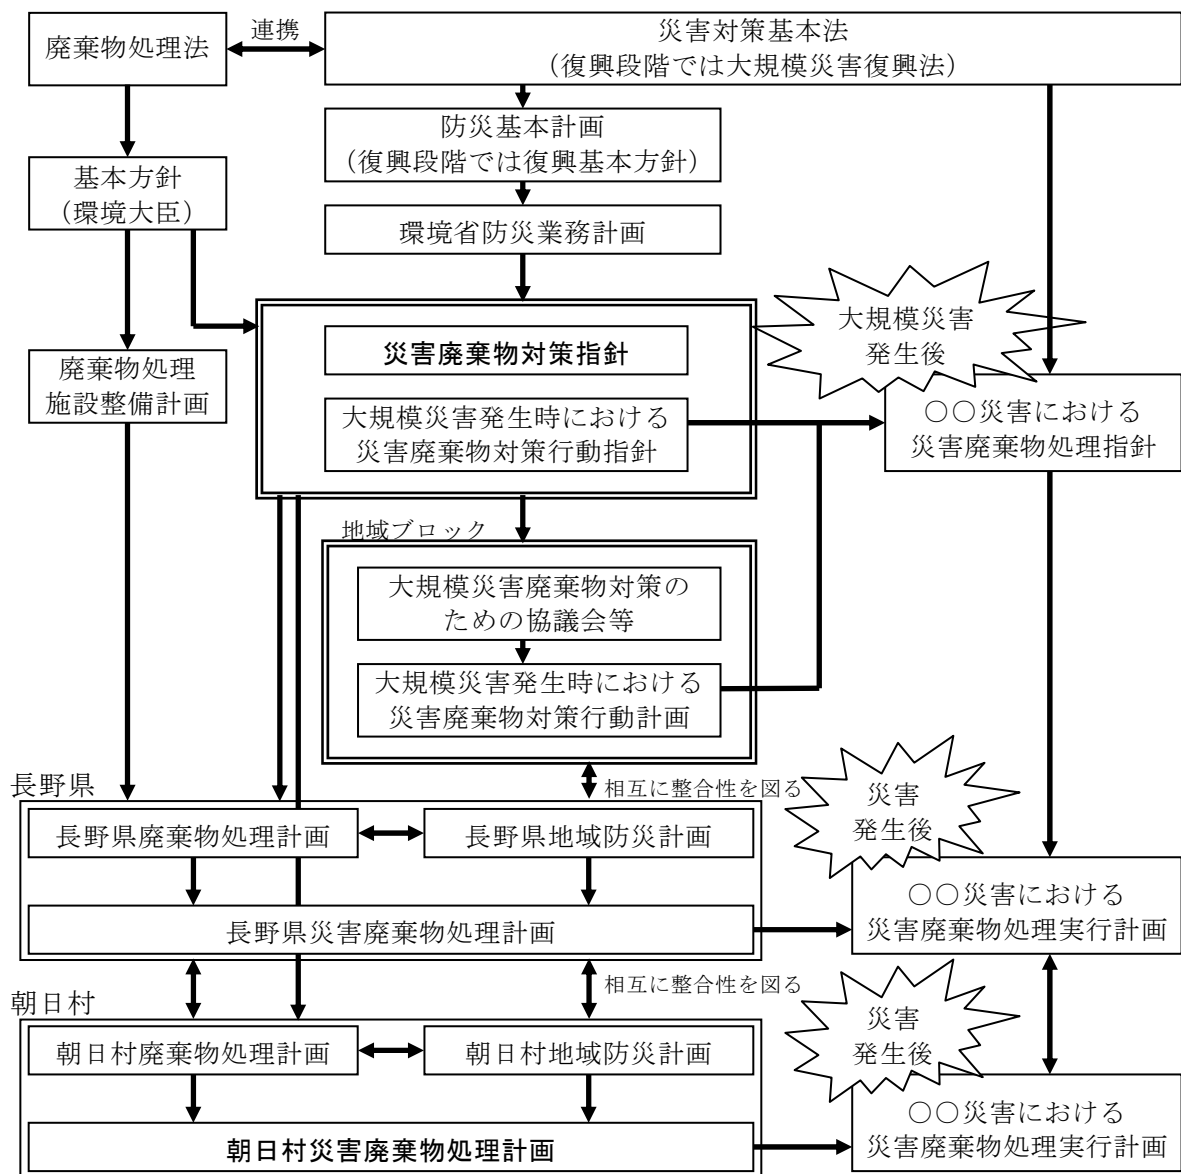 廃棄物処理法
連携
災害対策基本法
（復興段階では大規模災害復興法）
防災基本計画
（復興段階では復興基本方針）
基本方針
（環境大臣）
環境省防災業務計画
大規模災害
発生後
災害廃棄物対策指針
廃棄物処理
施設整備計画
大規模災害発生時における
災害廃棄物対策行動指針
〇〇災害における
災害廃棄物処理指針
地域ブロック
大規模災害廃棄物対策の
ための協議会等
大規模災害発生時における
災害廃棄物対策行動計画
長野県
相互に整合性を図る
災害
発生後
長野県廃棄物処理計画
長野県地域防災計画
長野県災害廃棄物処理計画
〇〇災害における
災害廃棄物処理実行計画
朝日村
相互に整合性を図る
災害
発生後
朝日村廃棄物処理計画
朝日村地域防災計画
朝日村災害廃棄物処理計画
〇〇災害における
災害廃棄物処理実行計画